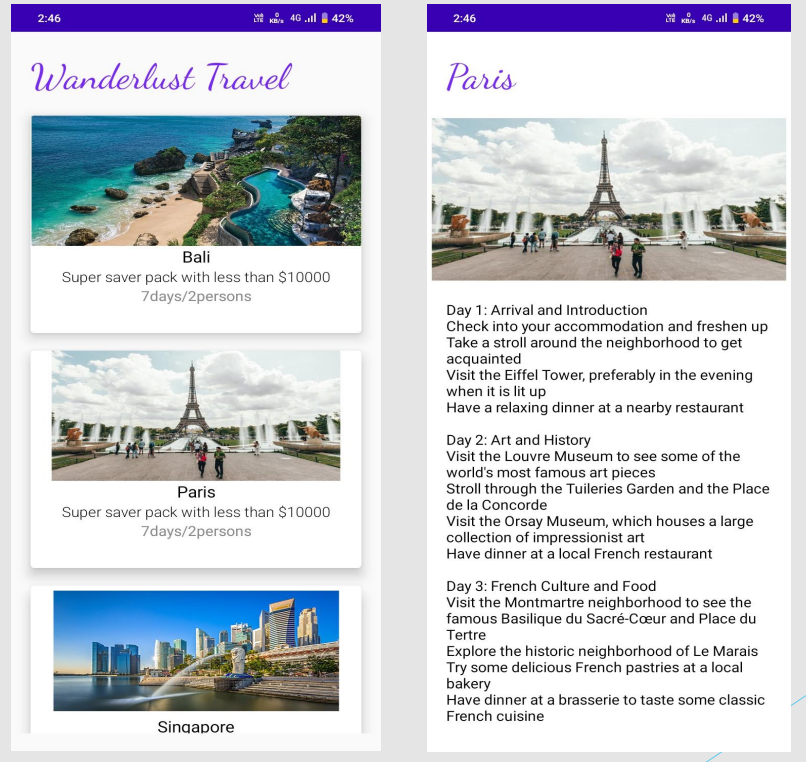 2:46
VoD LTE 0 KB/s 4G 42%
Wanderlust Travel
Bali
Super saver pack with less than $10000
7days/2persons
Paris
Super saver pack with less than $10000
7days/2persons
Singapore
2:46
VoD LTE 0 KB/s 4G 42%
Paris
Day 1: Arrival and Introduction
Check into your accommodation and freshen up
Take a stroll around the neighborhood to get
acquainted
Visit the Eiffel Tower, preferably in the evening
when it is lit up
Have a relaxing dinner at a nearby restaurant
Day 2: Art and History
Visit the Louvre Museum to see some of the
world's most famous art pieces
Stroll through the Tuileries Garden and the Place
de la Concorde
Visit the Orsay Museum, which houses a large
collection of impressionist art
Have dinner at a local French restaurant
Day 3: French Culture and Food
Visit the Montmartre neighborhood to see the
famous Basilique du Sacré-Cœur and Place du
Tertre
Explore the historic neighborhood of Le Marais
Try some delicious French pastries at a local
bakery
Have dinner at a brasserie to taste some classic
French cuisine